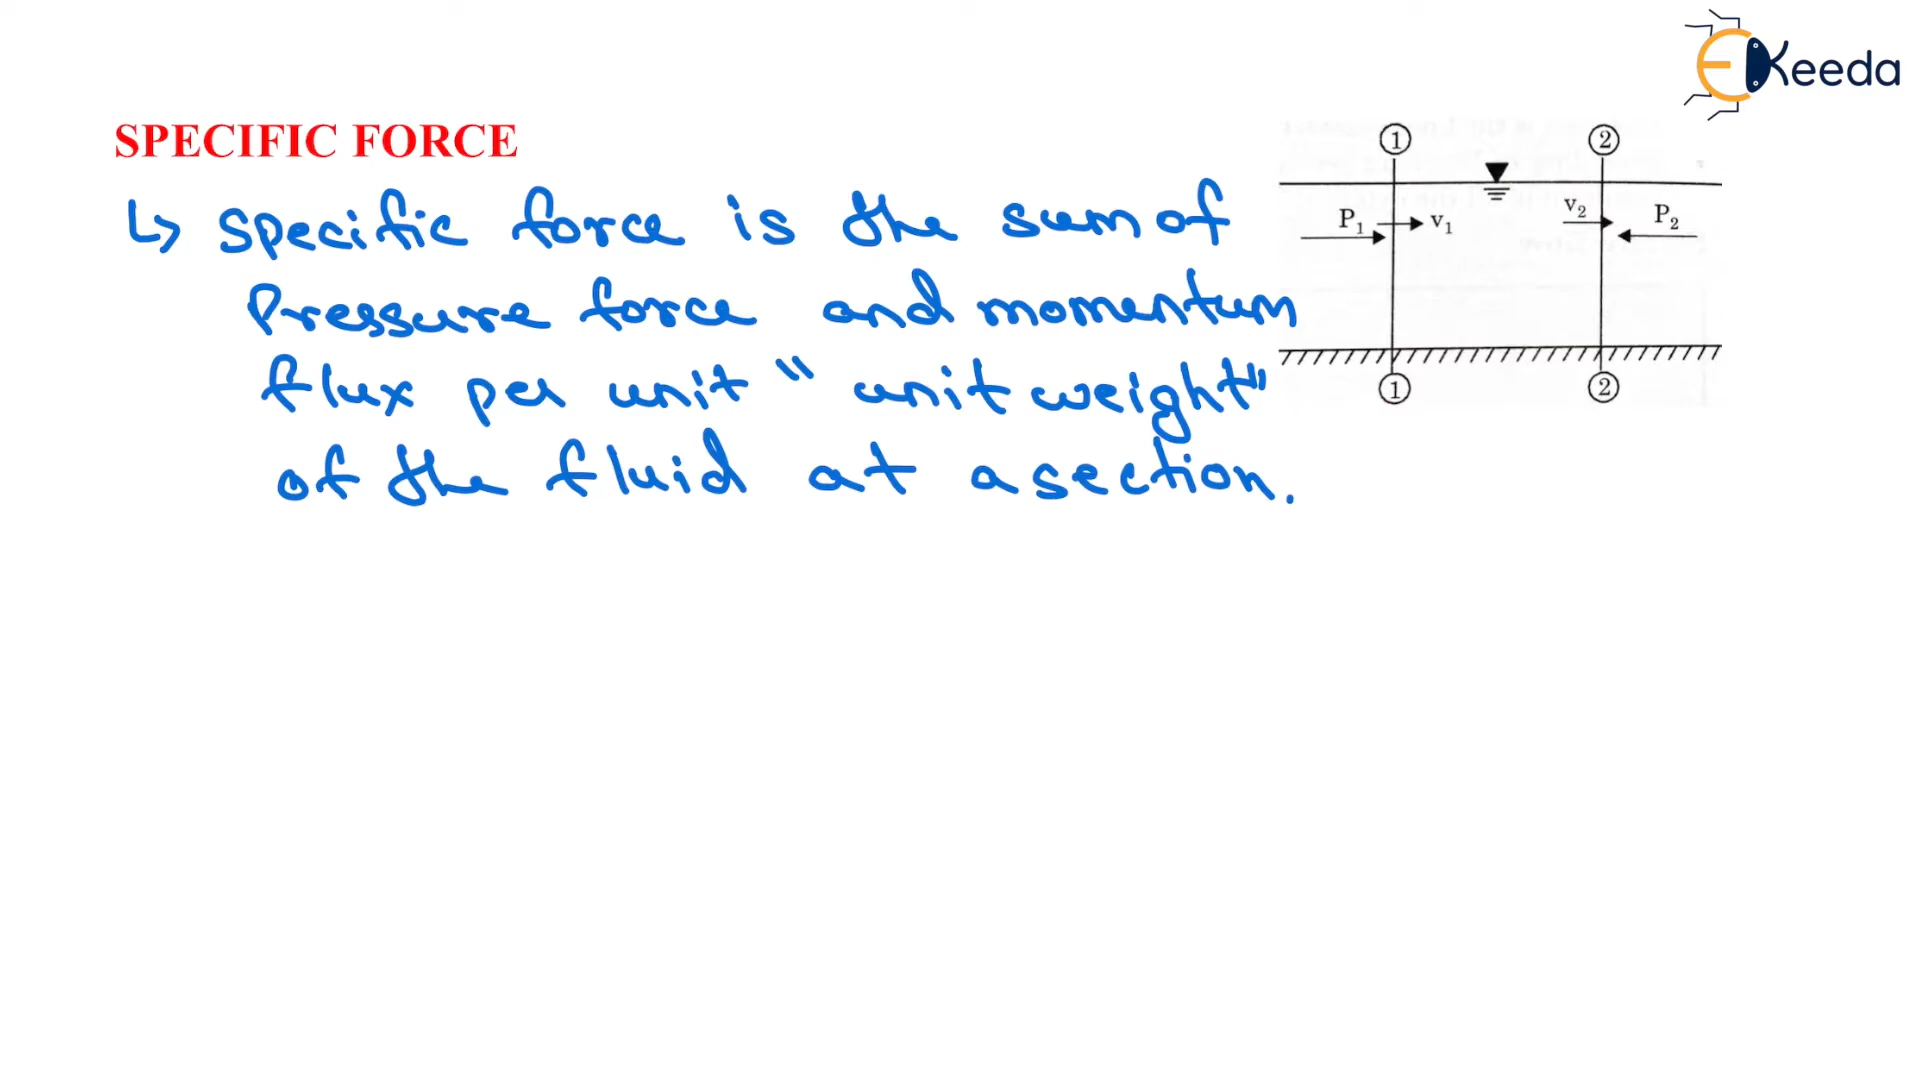 EKeeda
SPECIFIC FORCE
↳ Specific force is the sum of
Pressure force and momentum
flux per unit "unit weight"
of the fluid at a section.
1 2
P1 v1 v2 P2
1 2